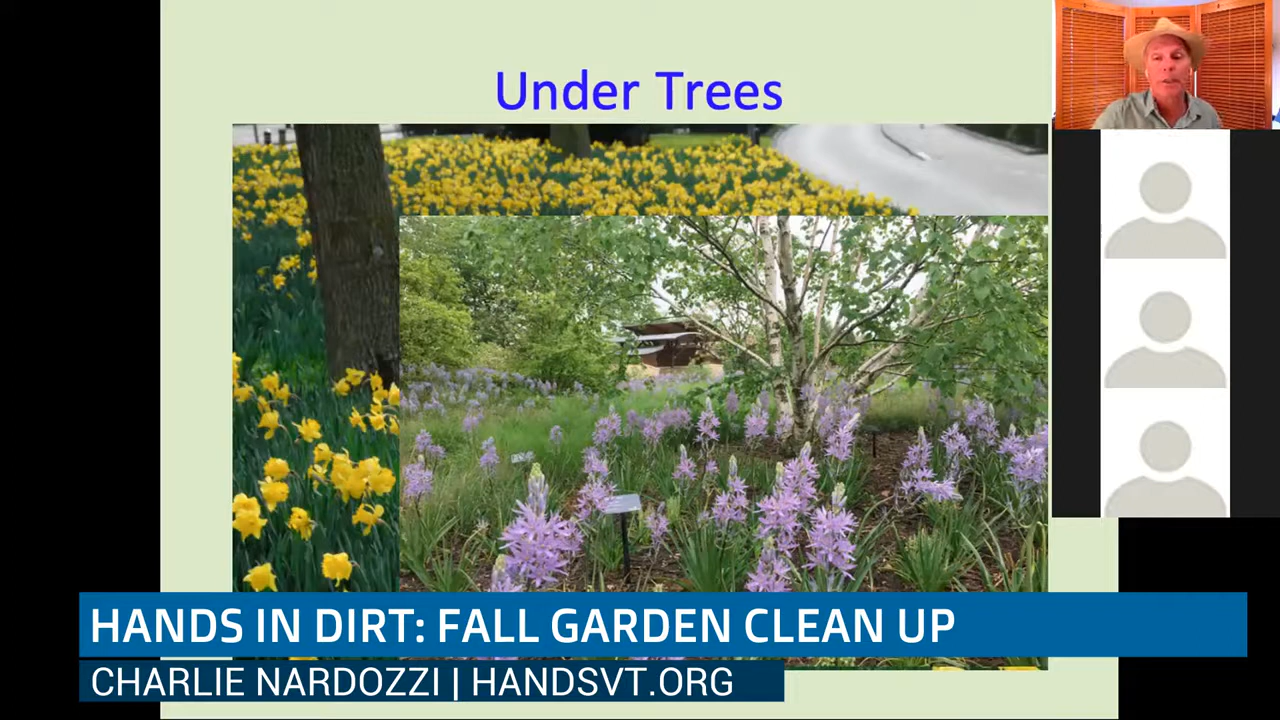 Under Trees
HANDS IN DIRT: FALL GARDEN CLEAN UP
CHARLIE NARDOZZI | HANDSVT.ORG